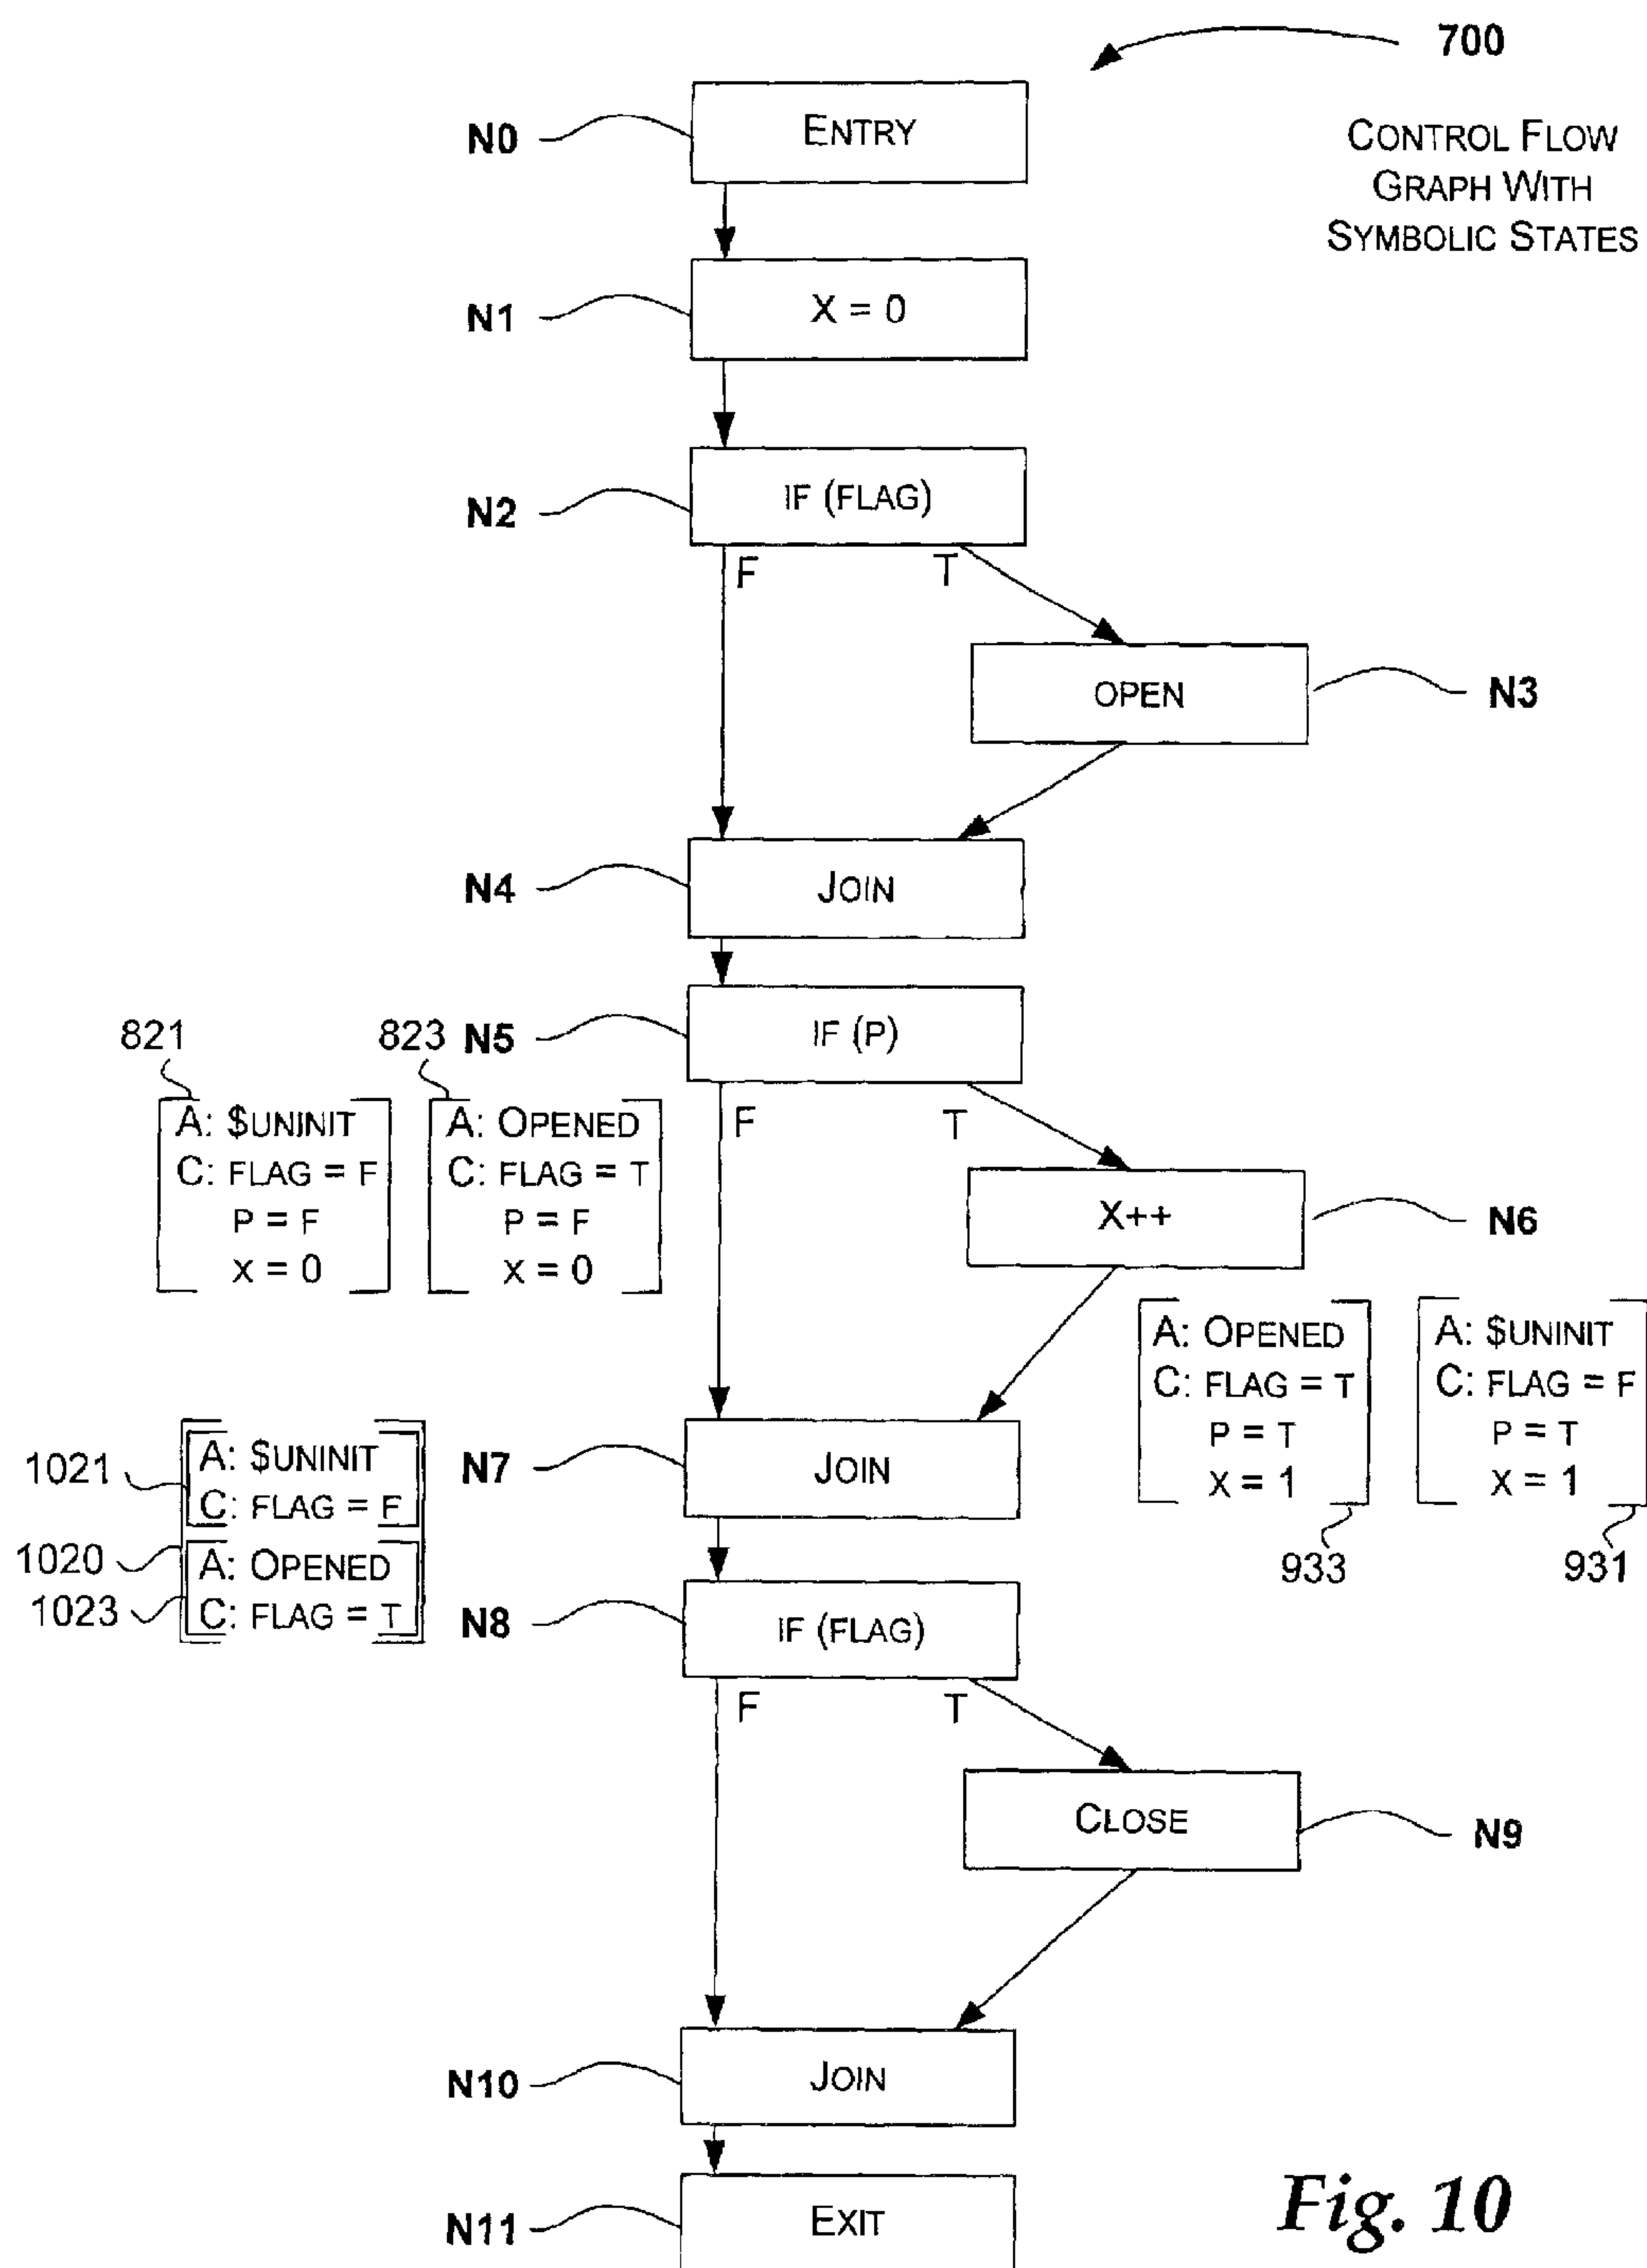 700
CONTROL FLOW
GRAPH WITH
SYMBOLIC STATES
N0
ENTRY
N1
X = 0
N2
IF (FLAG)
F
T
OPEN
N3
N4
JOIN
821
823
N5
IF (P)
A: $UNINIT
C: FLAG = F
P = F
X = 0
A: OPENED
C: FLAG = T
P = F
X = 0
F
T
X++
N6
A: OPENED
C: FLAG = T
P = T
X = 1
933
A: $UNINIT
C: FLAG = F
P = T
X = 1
931
1021
A: $UNINIT
C: FLAG = F
1020
1023
A: OPENED
C: FLAG = T
N7
JOIN
N8
IF (FLAG)
F
T
CLOSE
N9
N10
JOIN
N11
EXIT
Fig. 10